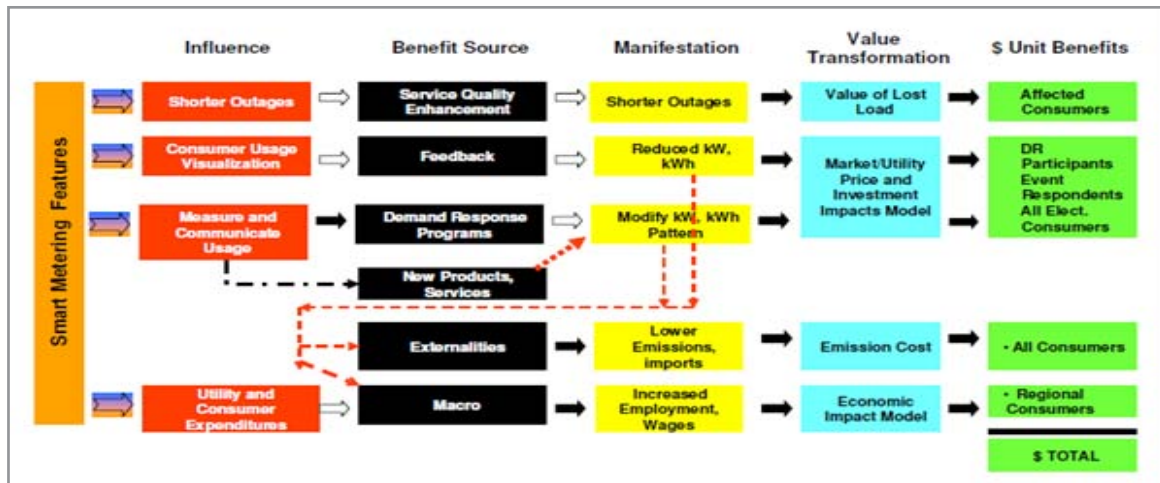 Influence
Benefit Source
Manifestation
Value
Transformation
$ Unit Benefits
Smart Metering Features
Shorter Outages
Service Quality
Enhancement
Shorter Outages
Value of Lost
Load
Affected
Consumers
Consumer Usage
Visualization
Feedback
Reduced kW,
kWh
Market/Utility
Price and
Investment
Impacts Model
DR
Participants
Event
Respondents
All Elect.
Consumers
Measure and
Communicate
Usage
Demand Response
Programs
Modify kW, kWh
Pattern
New Products,
Services
Externalities
Lower
Emissions,
imports
Emission Cost
• All Consumers
Utility and
Consumer
Expenditures
Macro
Increased
Employment,
Wages
Economic
Impact Model
• Regional
Consumers
$ TOTAL